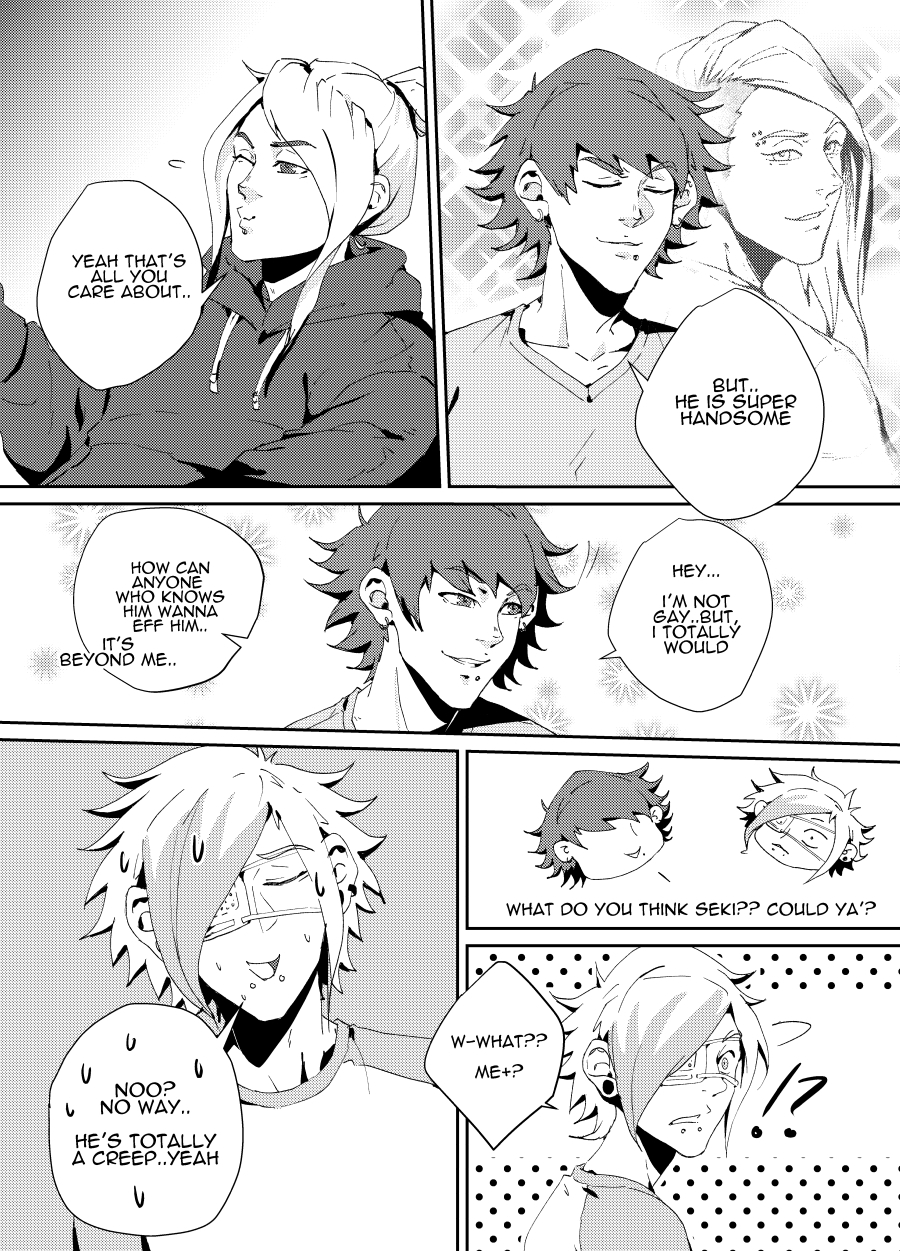 BUT..
HE IS SUPER
HANDSOME
YEAH THAT'S
ALL YOU
CARE ABOUT..
HEY...
I'M NOT
GAY..BUT,
I TOTALLY
WOULD
HOW CAN
ANYONE
WHO KNOWS
HIM WANNA
EFF HIM..
IT'S
BEYOND ME..
WHAT DO YOU THINK SEKI?? COULD YA'?
W-WHAT??
ME+?
!?
NOO?
NO WAY..
HE'S TOTALLY
A CREEP..YEAH